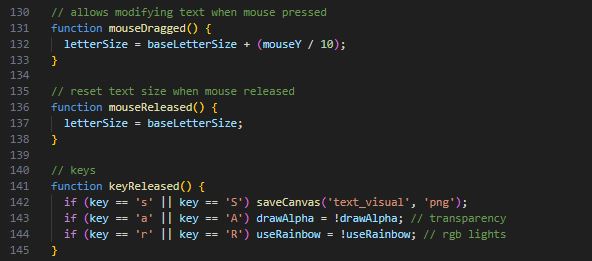 130 // allows modifying text when mouse pressed
131 function mouseDragged() {
132   letterSize = baseLetterSize + (mouseY / 10);
133 }
134
135 // reset text size when mouse released
136 function mouseReleased() {
137   letterSize = baseLetterSize;
138 }
139
140 // keys
141 function keyReleased() {
142   if (key == 's' || key == 'S') saveCanvas('text_visual', 'png');
143   if (key == 'a' || key == 'A') drawAlpha = !drawAlpha; // transparency
144   if (key == 'r' || key == 'R') useRainbow = !useRainbow; // rgb lights
145 }